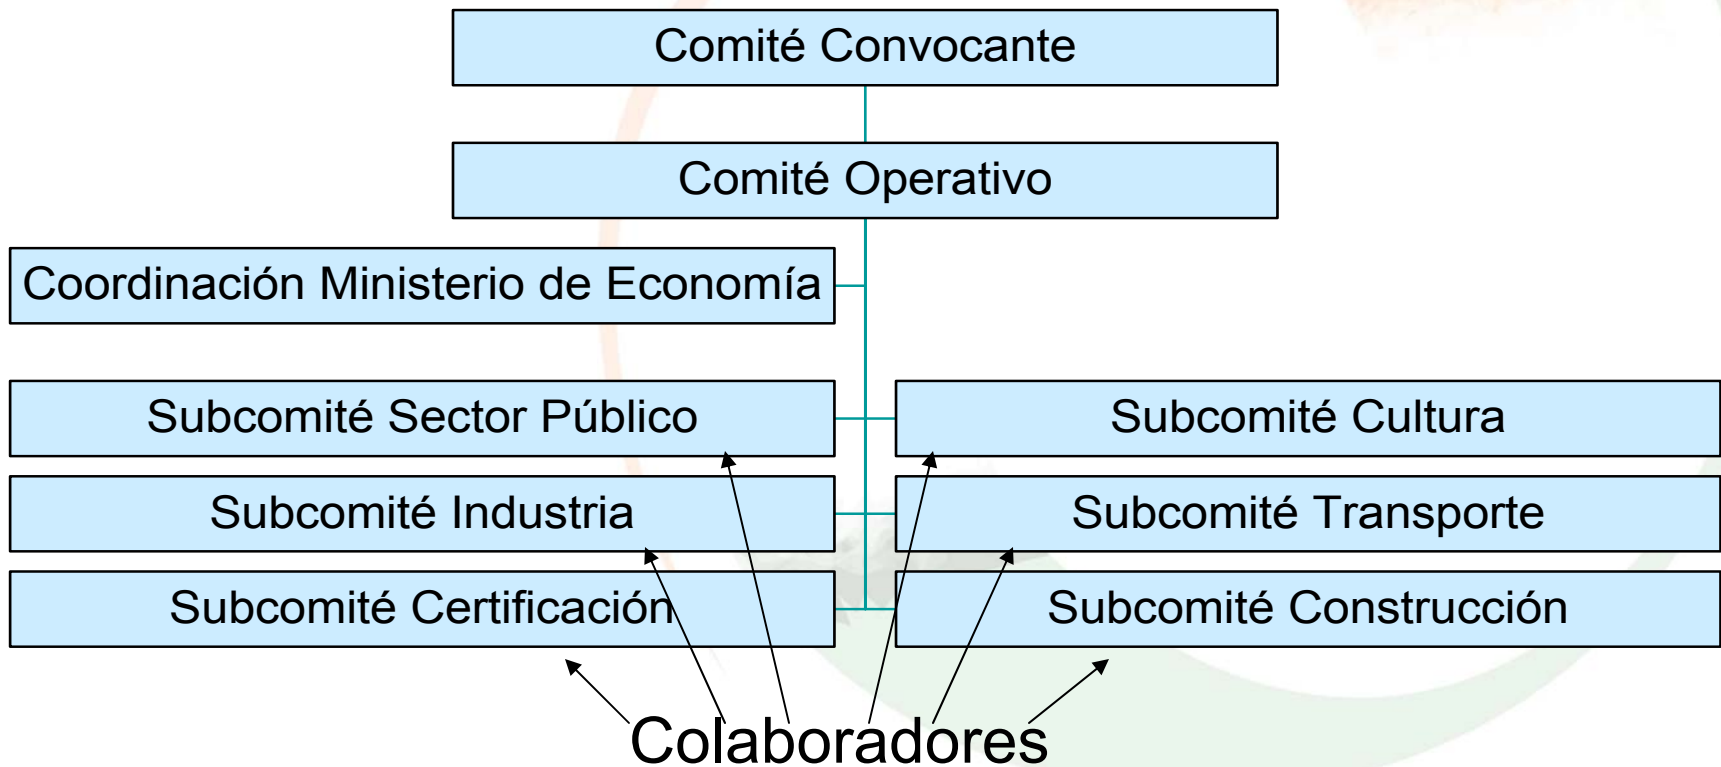 Comité Convocante
Comité Operativo
Coordinación Ministerio de Economía
Subcomité Sector Público
Subcomité Cultura
Subcomité Industria
Subcomité Transporte
Subcomité Certificación
Subcomité Construcción
Colaboradores